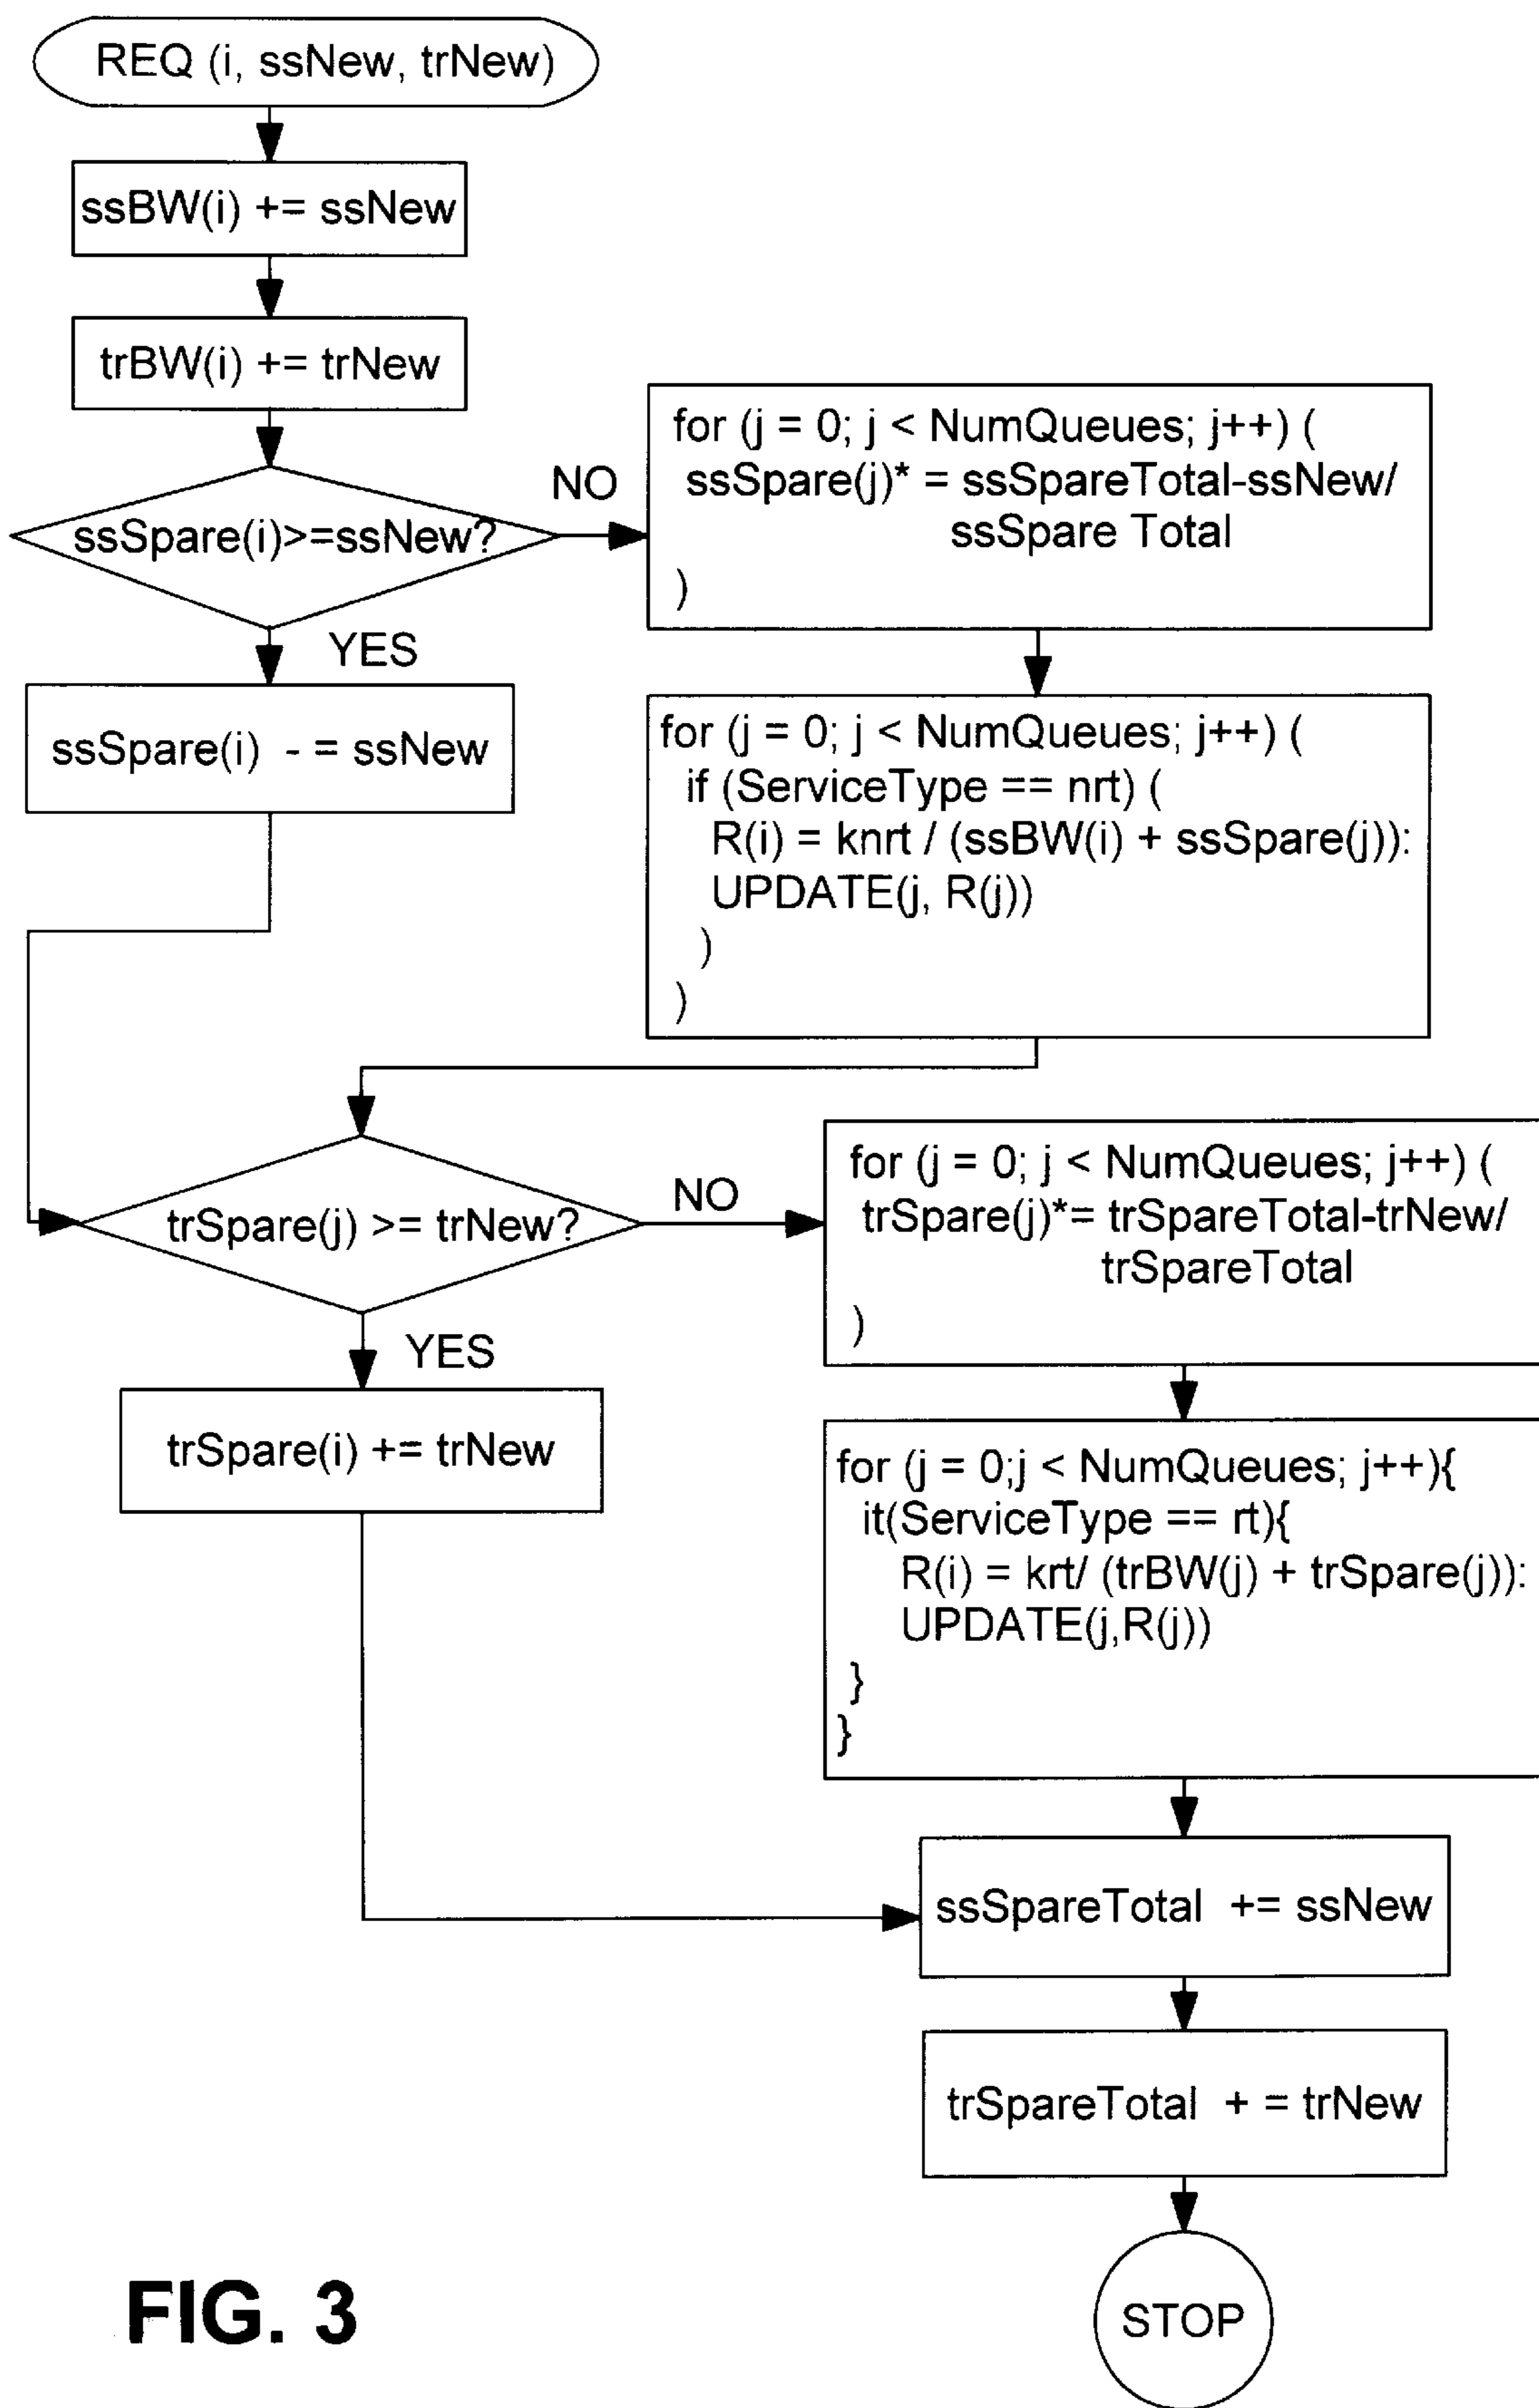 REQ (i, ssNew, trNew)
ssBW(i) += ssNew
trBW(i) += trNew
ssSpare(i)>=ssNew?
NO
for (j = 0; j < NumQueues; j++) (
ssSpare(j)* = ssSpareTotal-ssNew/
ssSpare Total
)
YES
ssSpare(i) - = ssNew
for (j = 0; j < NumQueues; j++) (
if (ServiceType == nrt) (
R(i) = knrt / (ssBW(i) + ssSpare(j)):
UPDATE(j, R(j))
)
)
trSpare(j) >= trNew?
NO
for (j = 0; j < NumQueues; j++) (
trSpare(j)*= trSpareTotal-trNew/
trSpareTotal
)
YES
trSpare(i) += trNew
for (j = 0;j < NumQueues; j++){
it(ServiceType == rt){
R(i) = krt/ (trBW(j) + trSpare(j)):
UPDATE(j,R(j))
}
}
ssSpareTotal += ssNew
trSpareTotal + = trNew
STOP
FIG. 3